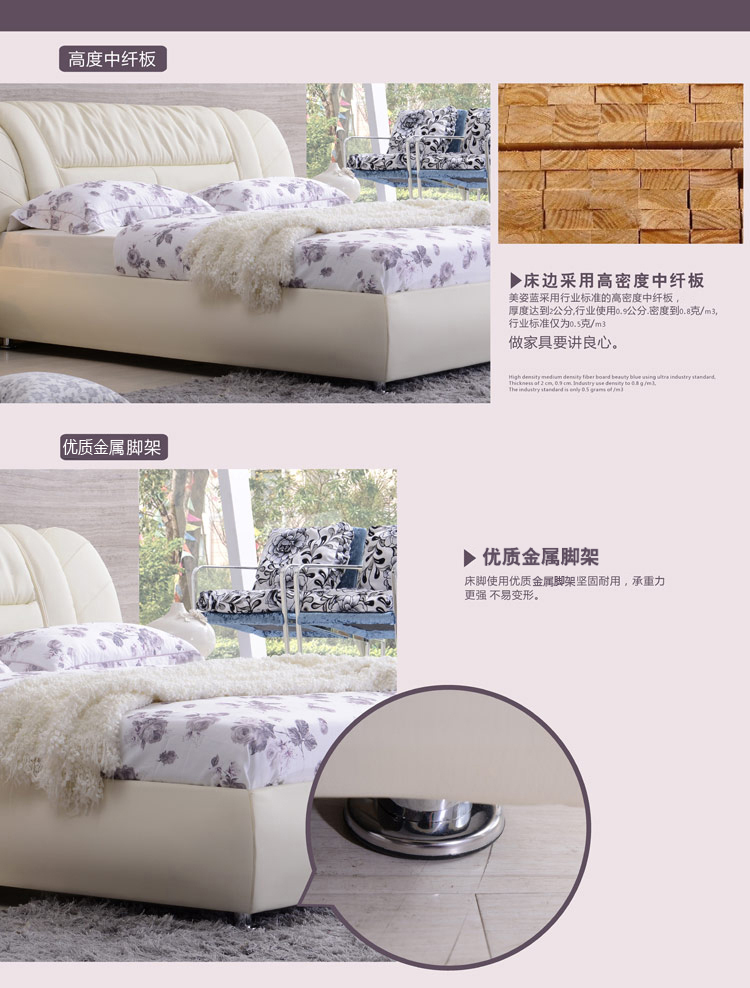 高度中纤板
▶床边采用高密度中纤板
美姿蓝采用行业标准的高密度中纤板，
厚度达到2公分,行业使用0.9公分.密度到0.8克/m3,
行业标准仅为0.5克/m3
做家具要讲良心。
High density medium density fiber board beauty blue using ultra industry standard,
Thickness of 2 cm, 0.9 cm. Industry use density to 0.8 g /m3,
The industry standard is only 0.5 grams of /m3
优质金属脚架
▶ 优质金属脚架
床脚使用优质金属脚架坚固耐用，承重力
更强 不易变形。